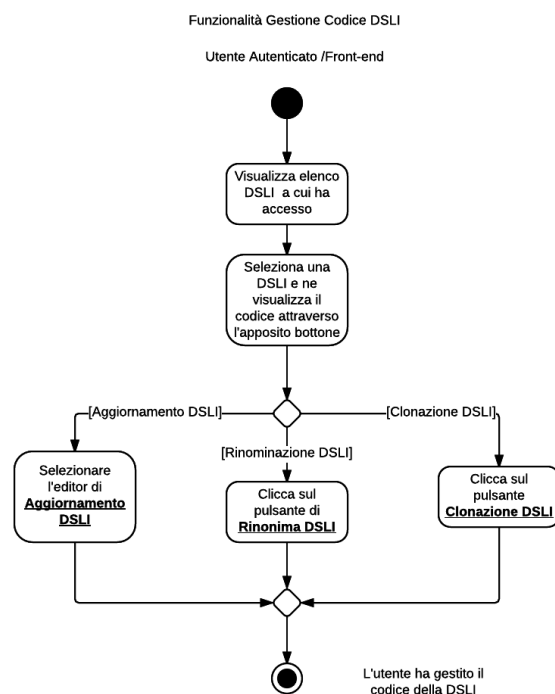 Funzionalità Gestione Codice DSLI
Utente Autenticato /Front-end
Visualizza elenco
DSLI a cui ha
accesso
Seleziona una
DSLI e ne
visualizza il
codice attraverso
l'apposito bottone
[Aggiornamento DSLI]
[Clonazione DSLI]
[Rinominazione DSLI]
Selezionare
l'editor di
Aggiornamento
DSLI
Clicca sul
pulsante di
Rinonima DSLI
Clicca sul
pulsante
Clonazione DSLI
L'utente ha gestito il
codice della DSLI